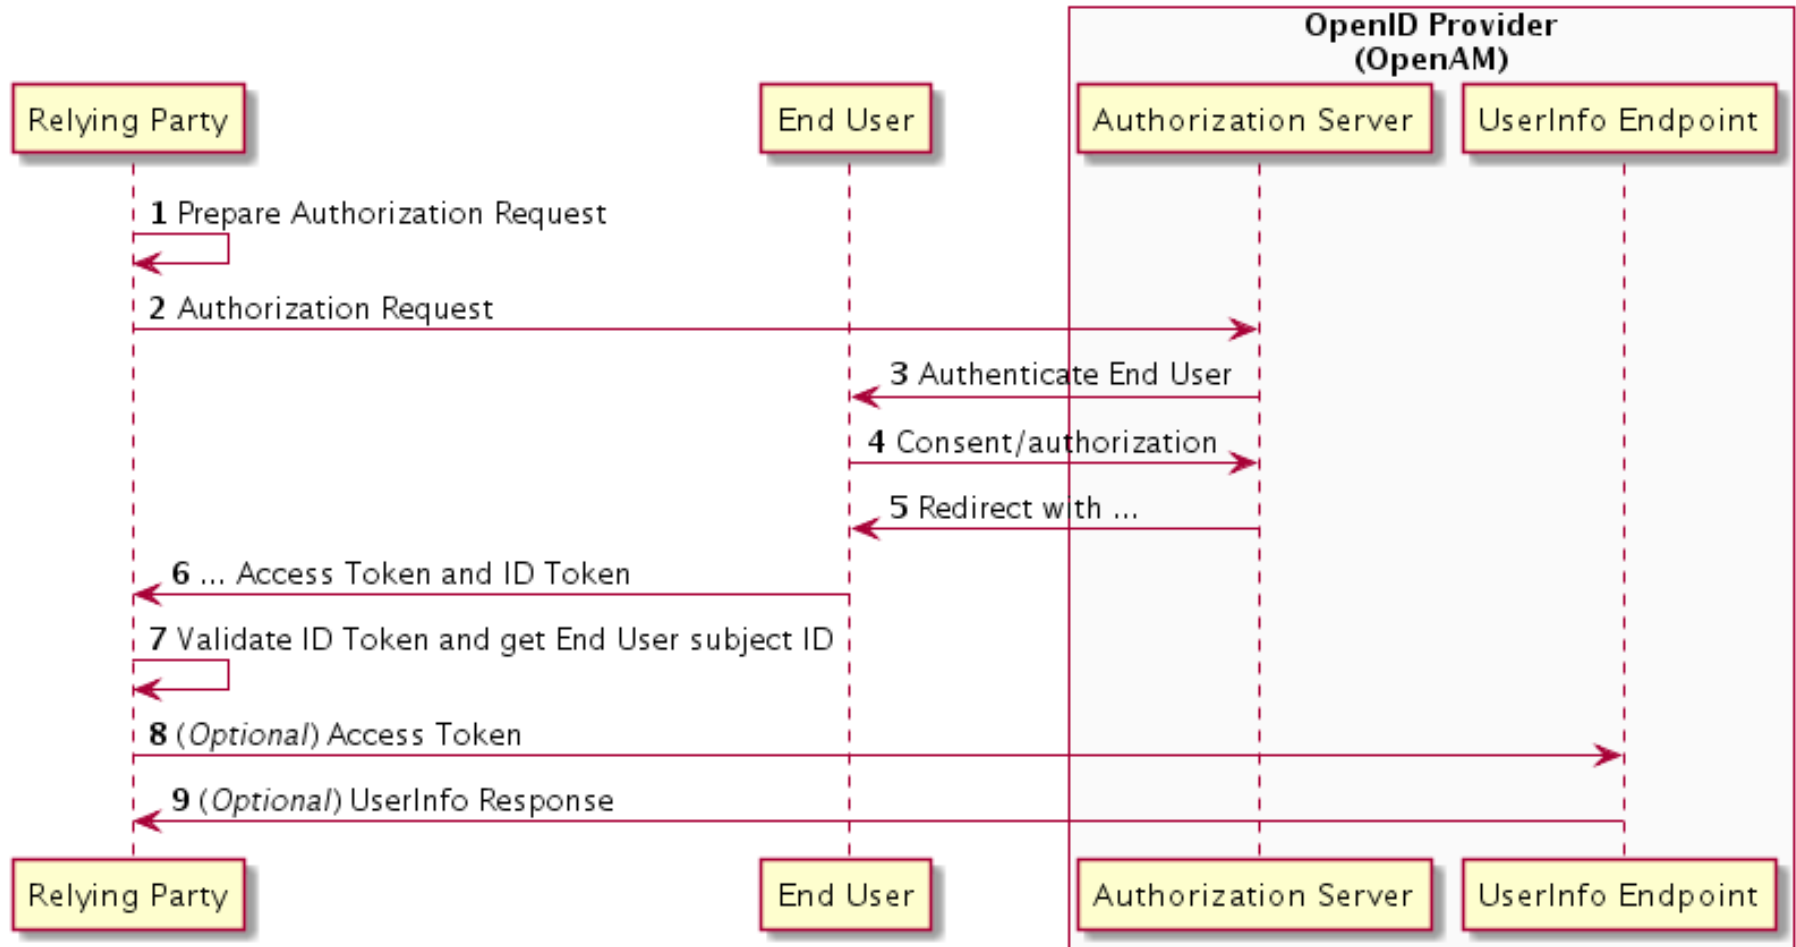 OpenID Provider
(OpenAM)
Relying Party
End User
Authorization Server
UserInfo Endpoint
1 Prepare Authorization Request
2 Authorization Request
3 Authenticate End User
4 Consent/authorization
5 Redirect with ...
6 ... Access Token and ID Token
7 Validate ID Token and get End User subject ID
8 (Optional) Access Token
9 (Optional) UserInfo Response
Relying Party
End User
Authorization Server
UserInfo Endpoint